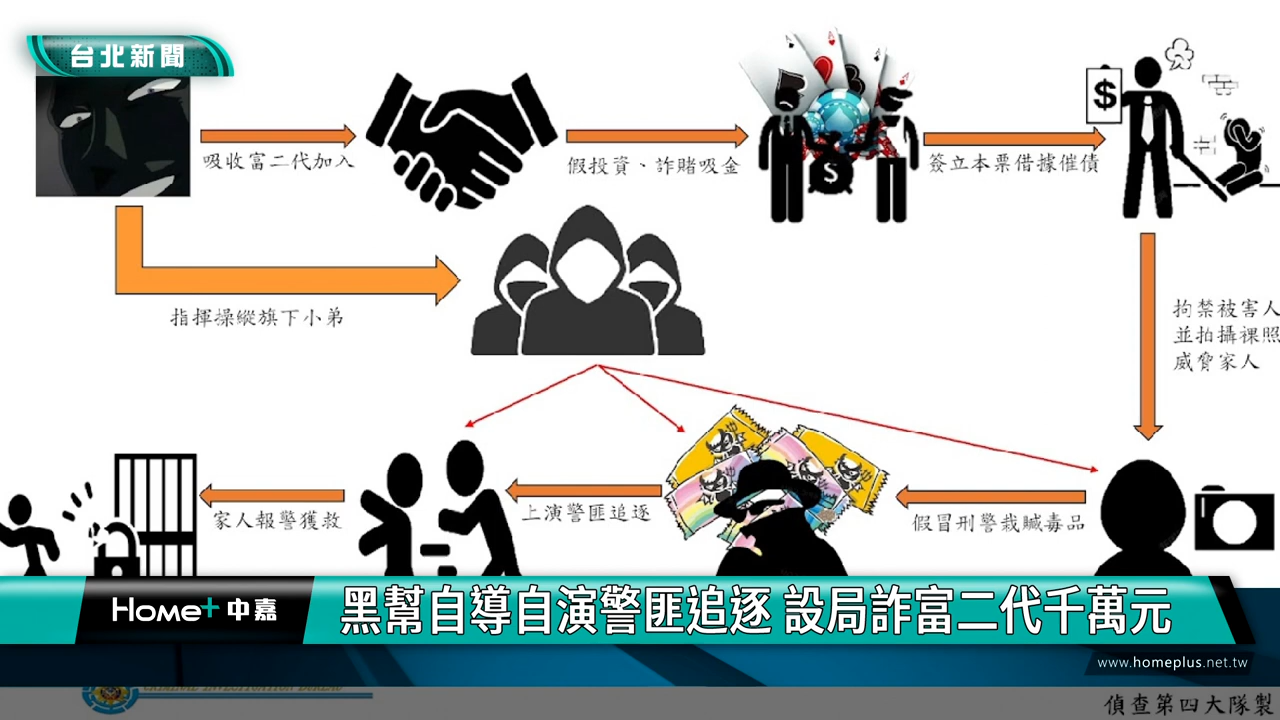 台北新聞
吸收富二代加入
假投資、詐賭吸金
簽立本票借據催債
$
$
指揮操縱旗下小弟
拘禁被害人
並拍攝裸照
威脅家人
家人報警獲救
上演警匪追逐
假冒刑警栽贓毒品
Home+中嘉
黑幫自導自演警匪追逐 設局詐富二代千萬元
www.homeplus.net.tw
CRIMINAL INVESTIGATION BUREAU
偵查第四大隊製